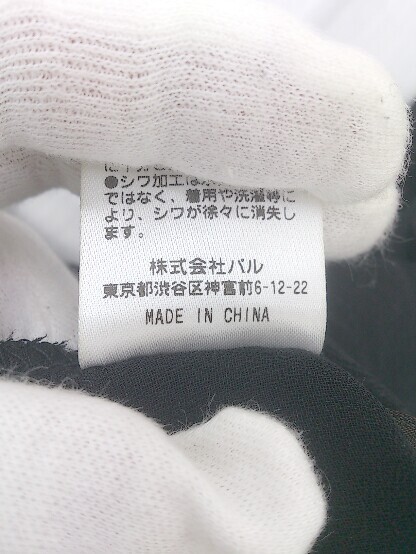 ●シワ加工は永
ではなく、着用や洗濯等に
より、シワが徐々に消失し
ます。
株式会社バル
東京都渋谷区神宮前6-12-22
MADE IN CHINA